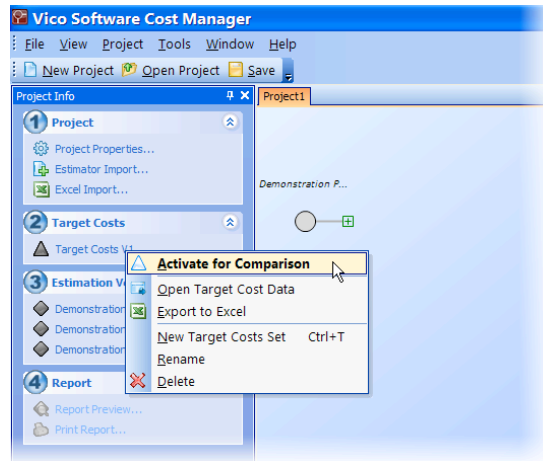 Vico Software Cost Manager
File View Project Tools Window Help
New Project Open Project Save
Project Info
Project1
1 Project
Project Properties...
Estimator Import...
Excel Import...
Demonstration P...
2 Target Costs
Target Costs V1
Activate for Comparison
3 Estimation Ve
Open Target Cost Data
Demonstration
Export to Excel
Demonstration
New Target Costs Set Ctrl+T
Demonstration
Rename
4 Report
Delete
Report Preview...
Print Report...